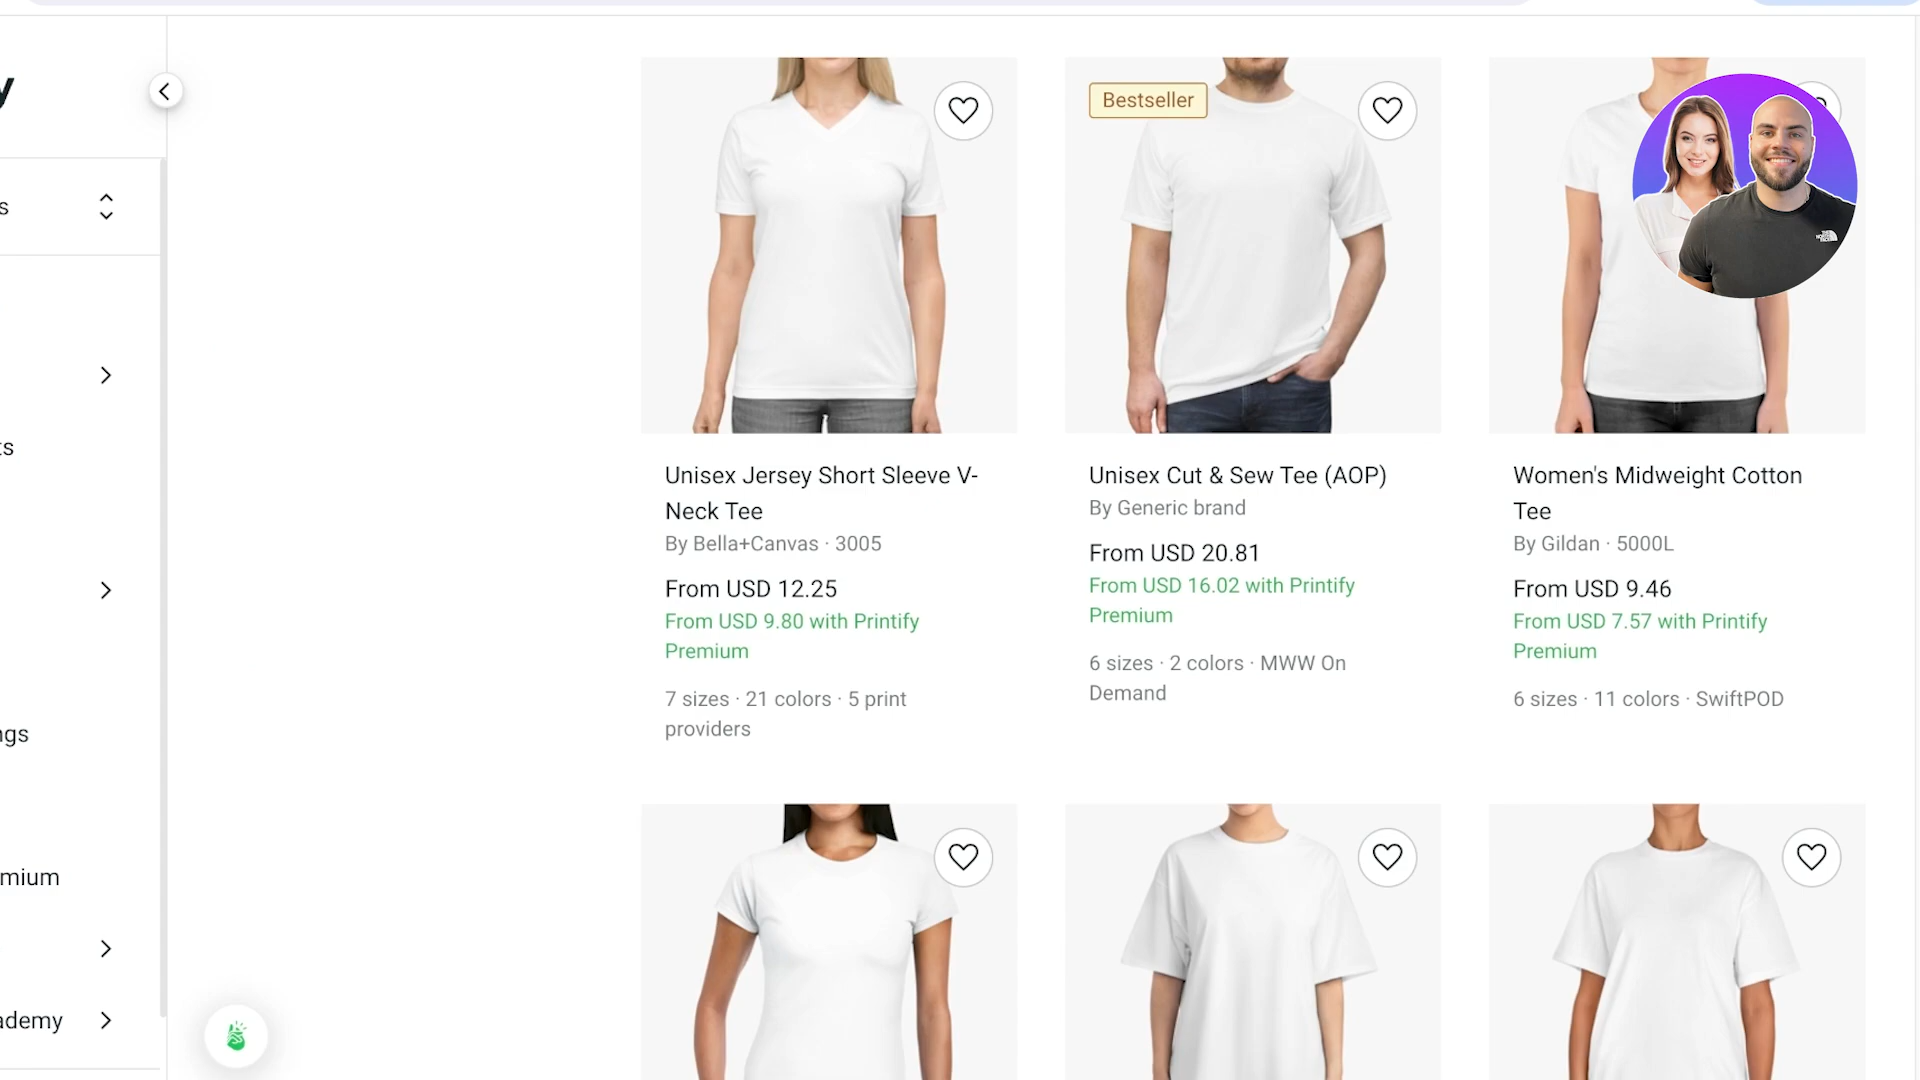 y
s
ts
ngs
mium
ademy
Bestseller
THE NORTH FACE
Unisex Jersey Short Sleeve V-
Neck Tee
By Bella+Canvas · 3005
From USD 12.25
From USD 9.80 with Printify
Premium
7 sizes · 21 colors · 5 print
providers
Unisex Cut & Sew Tee (AOP)
By Generic brand
From USD 20.81
From USD 16.02 with Printify
Premium
6 sizes · 2 colors · MWW On
Demand
Women's Midweight Cotton
Tee
By Gildan · 5000L
From USD 9.46
From USD 7.57 with Printify
Premium
6 sizes · 11 colors · SwiftPOD